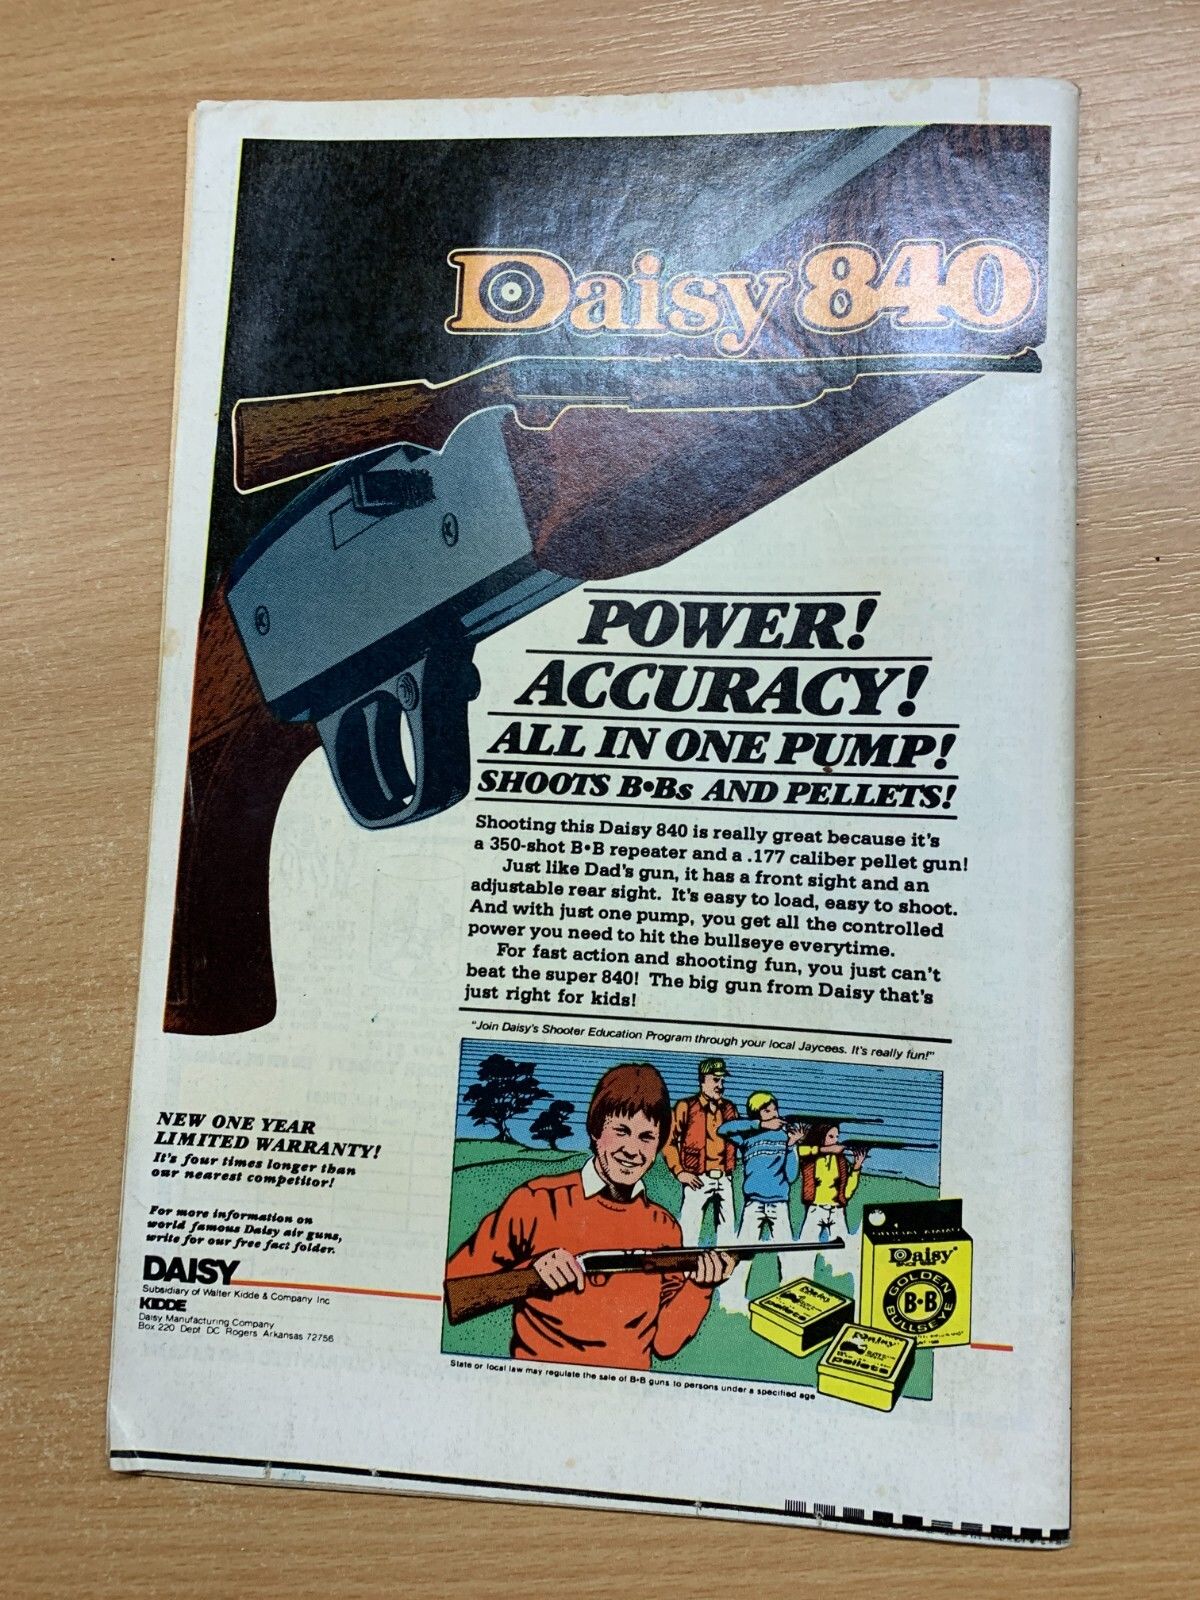 Daisy 840
POWER!
ACCURACY!
ALL IN ONE PUMP!
SHOOTS B•Bs AND PELLETS!
Shooting this Daisy 840 is really great because it's
a 350-shot B•B repeater and a .177 caliber pellet gun!
Just like Dad's gun, it has a front sight and an
adjustable rear sight. It's easy to load, easy to shoot.
And with just one pump, you get all the controlled
power you need to hit the bullseye everytime.
For fast action and shooting fun, you just can't
beat the super 840! The big gun from Daisy that's
just right for kids!
"Join Daisy's Shooter Education Program through your local Jaycees. It's really fun!"
NEW ONE YEAR
LIMITED WARRANTY!
It's four times longer than
our nearest competitor!
For more information on
world famous Daisy air guns,
write for our free fact folder.
DAISY
Subsidiary of Walter Kidde & Company Inc
KIDDE
Daisy Manufacturing Company
Box 220 Dept DC Rogers Arkansas 72756
Daisy
GOLDEN
B•B
BULLSEYE
Daisy
pellets
Daisy
pellets
State or local law may regulate the sale of B•B guns to persons under a specified age